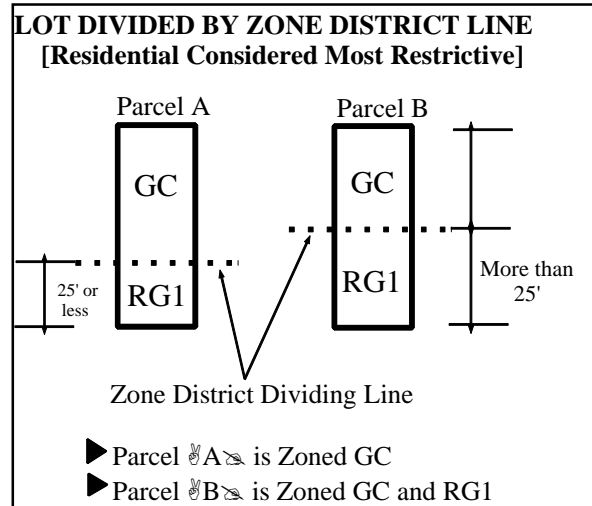 LOT DIVIDED BY ZONE DISTRICT LINE
[Residential Considered Most Restrictive]
Parcel A
Parcel B
GC
GC
RG1
RG1
25' or
less
More than
25'
Zone District Dividing Line
▶ Parcel ✌A✍ is Zoned GC
▶ Parcel ✌B✍ is Zoned GC and RG1